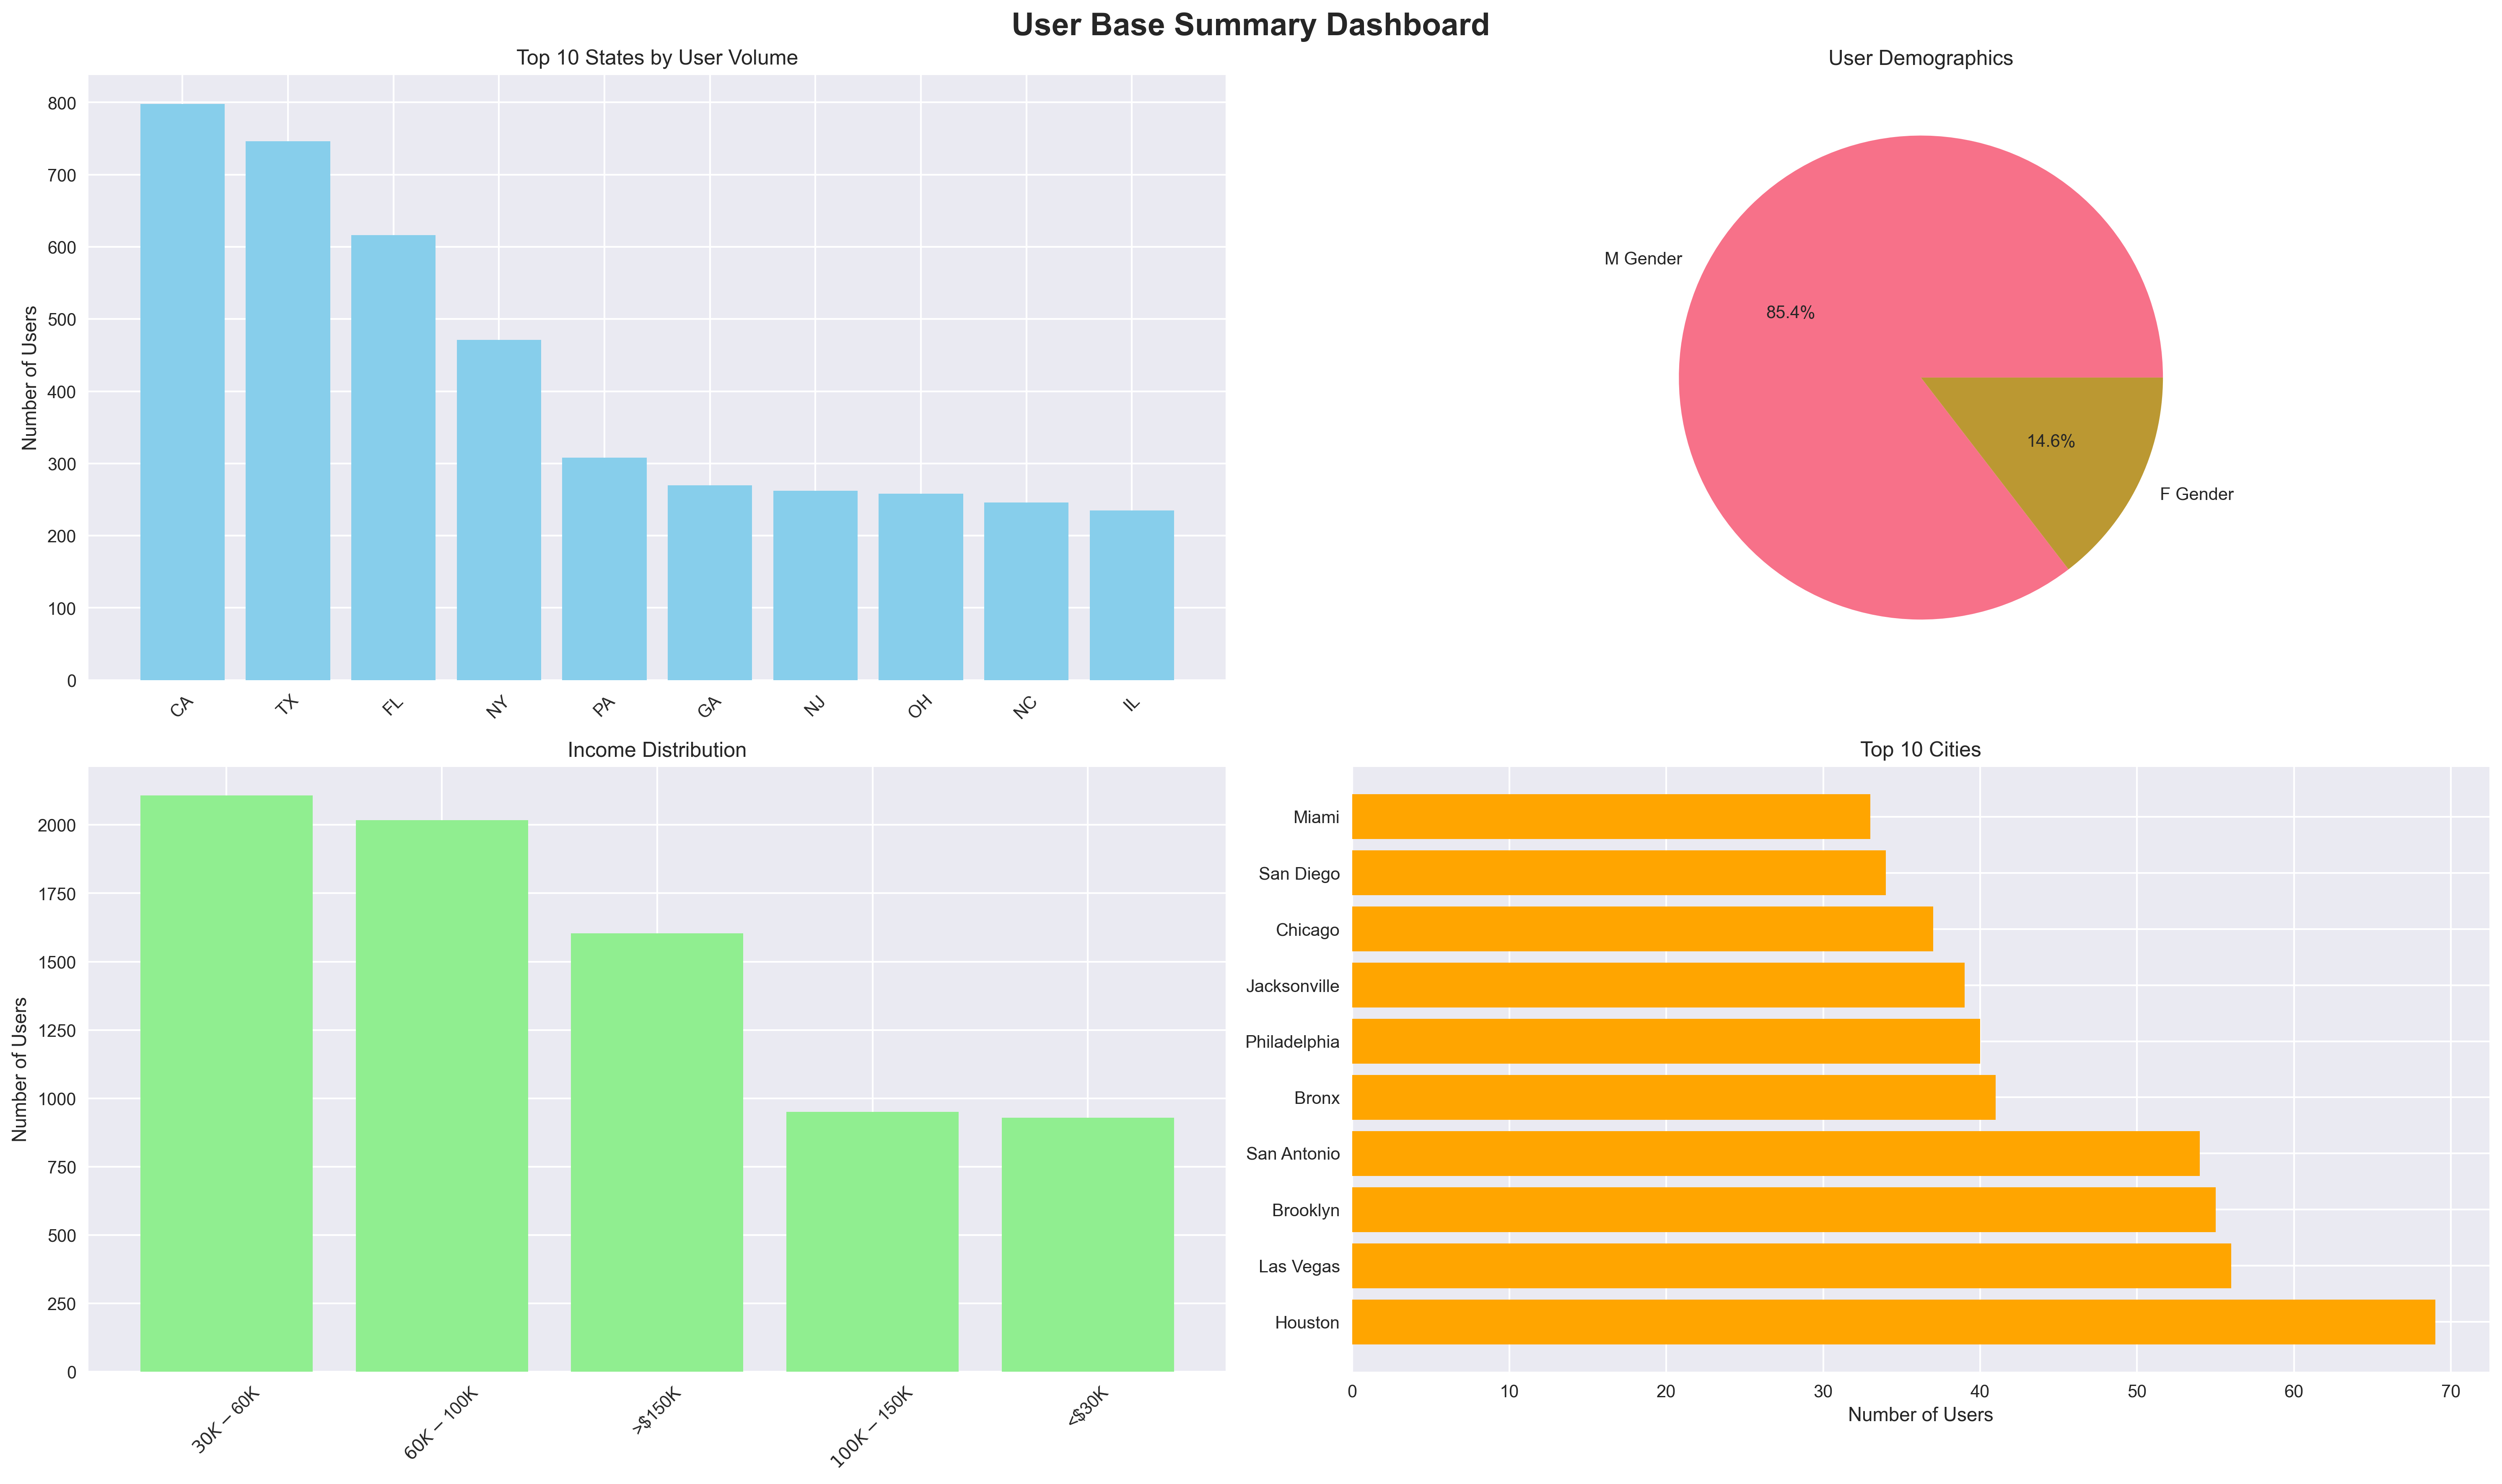 User Base Summary Dashboard
Top 10 States by User Volume
Number of Users
800
700
600
500
400
300
200
100
0
CA
TX
FL
NY
PA
GA
NJ
OH
NC
IL
User Demographics
M Gender
85.4%
14.6%
F Gender
Income Distribution
Number of Users
2000
1750
1500
1250
1000
750
500
250
0
30K – 60K
60K – 100K
>$150K
100K – 150K
<$30K
Top 10 Cities
Miami
San Diego
Chicago
Jacksonville
Philadelphia
Bronx
San Antonio
Brooklyn
Las Vegas
Houston
0
10
20
30
40
50
60
70
Number of Users